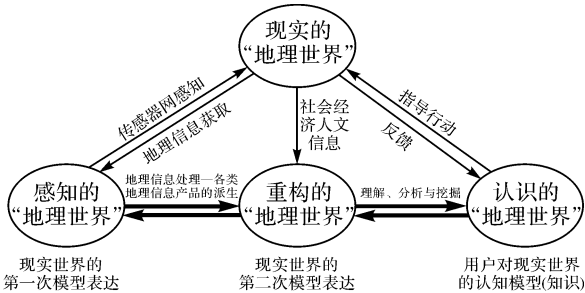 现实的
“地理世界”
传感器网感知
地理信息获取
社会经
济人文
信息
指导行动
反馈
感知的
“地理世界”
地理信息处理—各类
地理信息产品的派生
重构的
“地理世界”
理解、分析与挖掘
认识的
“地理世界”
现实世界的
第一次模型表达
现实世界的
第二次模型表达
用户对现实世界
的认知模型(知识)